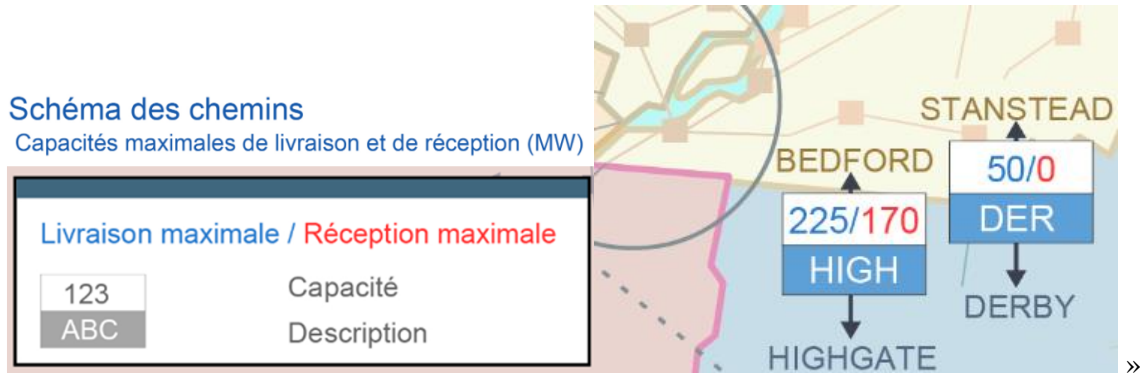 Schéma des chemins
Capacités maximales de livraison et de réception (MW)
Livraison maximale / Réception maximale
123
Capacité
ABC
Description
STANSTEAD
50/0
DER
DERBY
BEDFORD
225/170
HIGH
HIGHGATE
»